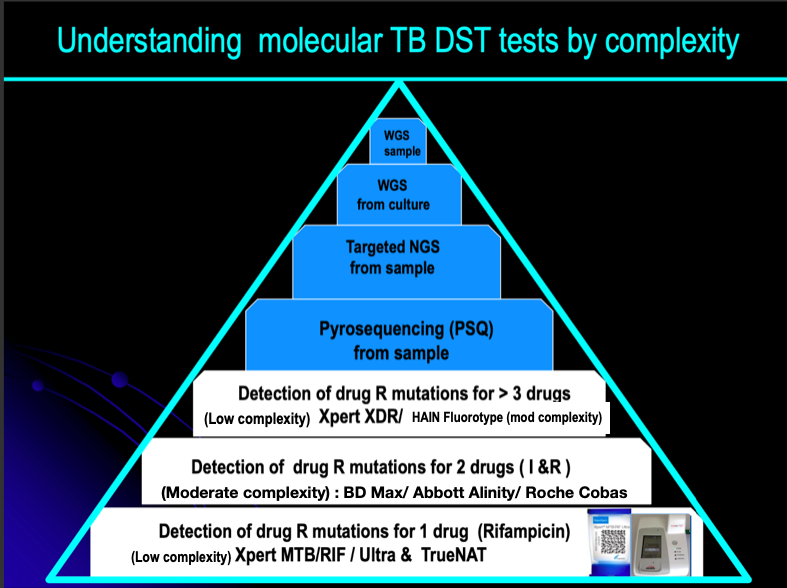 Understanding molecular TB DST tests by complexity
WGS
sample
WGS
from culture
Targeted NGS
from sample
Pyrosequencing (PSQ)
from sample
Detection of drug R mutations for > 3 drugs
(Low complexity) Xpert XDR/ HAIN Fluorotype (mod complexity)
Detection of drug R mutations for 2 drugs ( I &R )
(Moderate complexity) : BD Max/ Abbott Alinity/ Roche Cobas
Detection of drug R mutations for 1 drug (Rifampicin)
(Low complexity) Xpert MTB/RIF / Ultra & TrueNAT